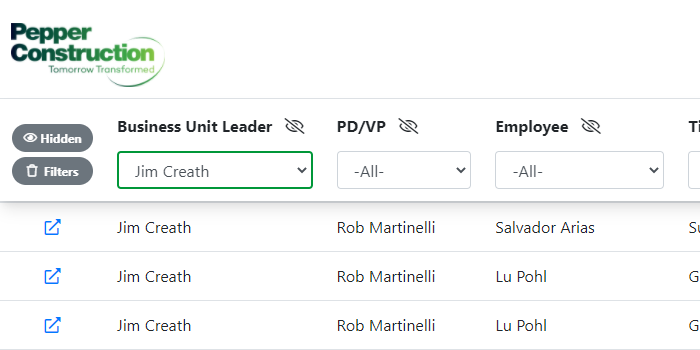 Pepper
Construction
Tomorrow Transformed
Hidden
Filters
Business Unit Leader PD/VP Employee
Jim Creath -All- -All-
Jim Creath Rob Martinelli Salvador Arias
Jim Creath Rob Martinelli Lu Pohl G
Jim Creath Rob Martinelli Lu Pohl G